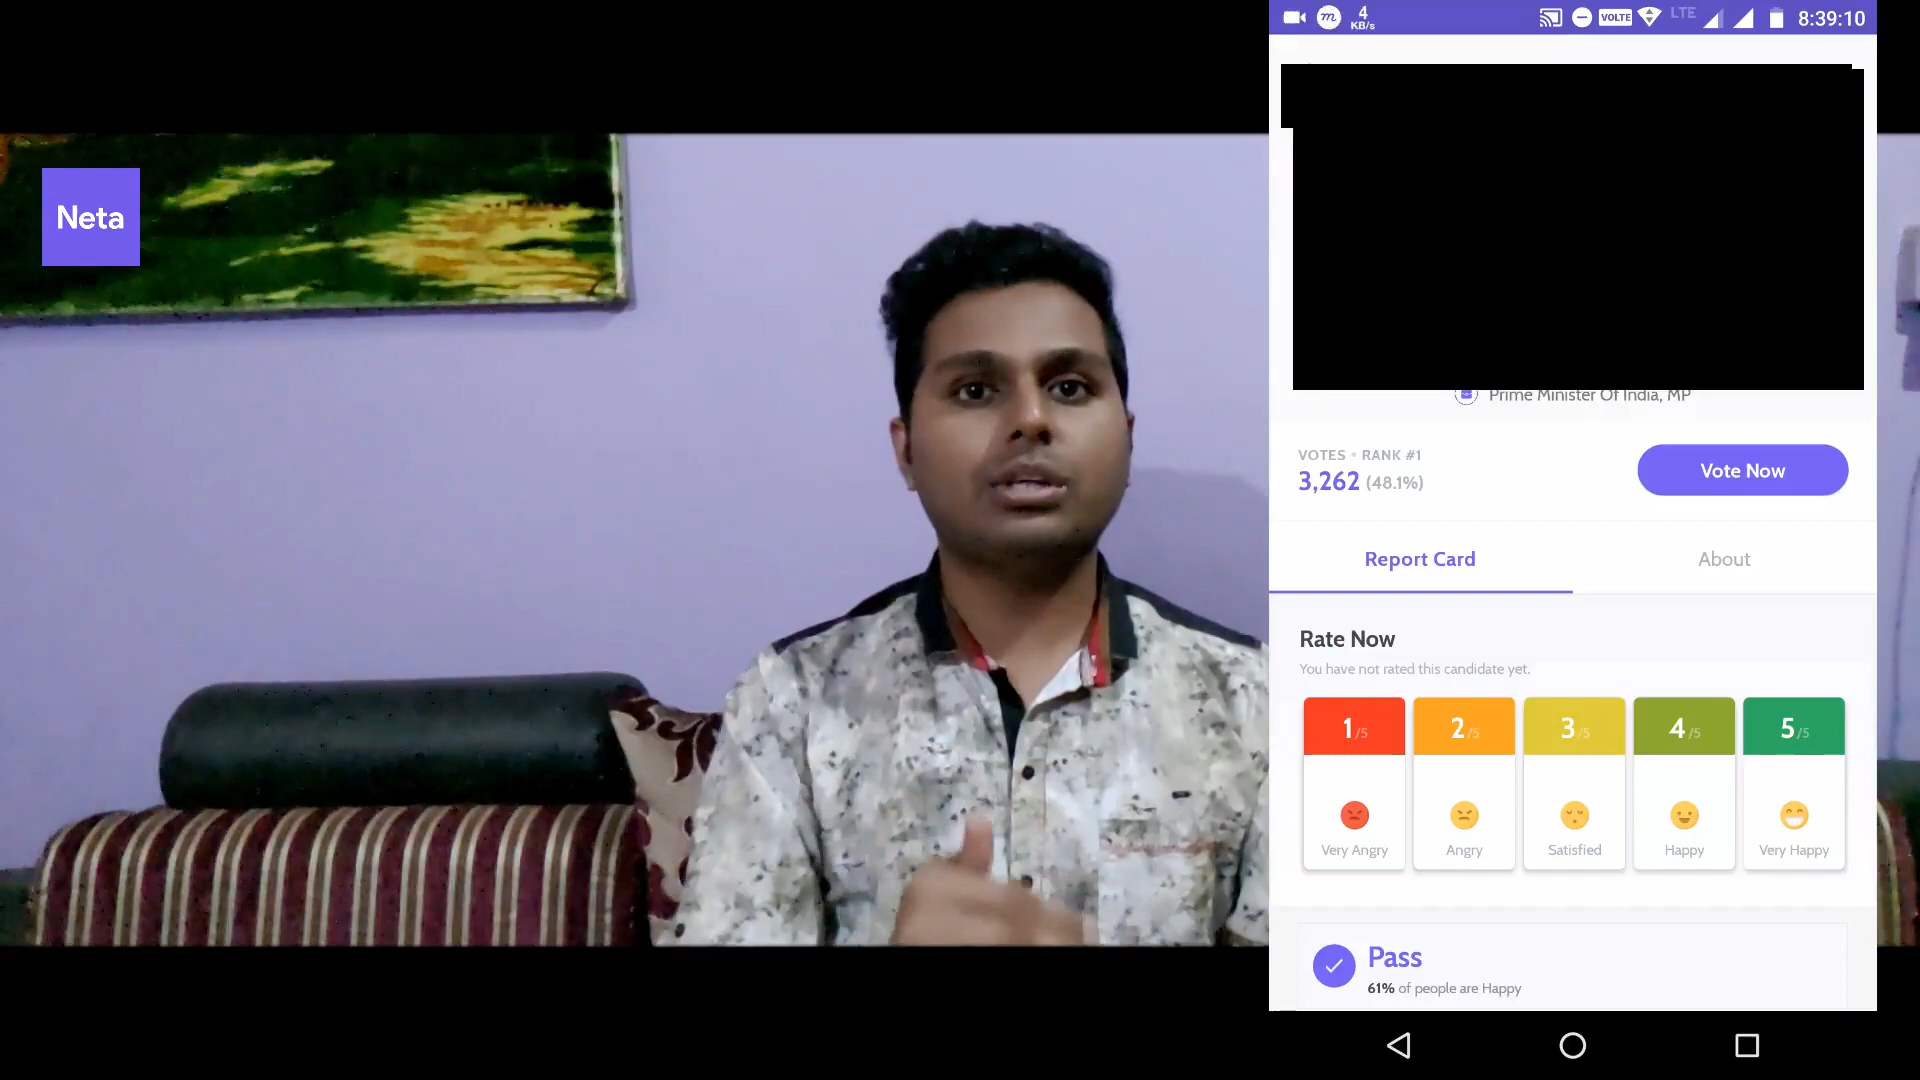 Neta
4
KB/s
VOLTE
LTE
8:39:10
Prime Minister Of India, MP
VOTES • RANK #1
3,262 (48.1%)
Vote Now
Report Card
About
Rate Now
You have not rated this candidate yet.
1/5
2/5
3/5
4/5
5/5
Very Angry
Angry
Satisfied
Happy
Very Happy
Pass
61% of people are Happy